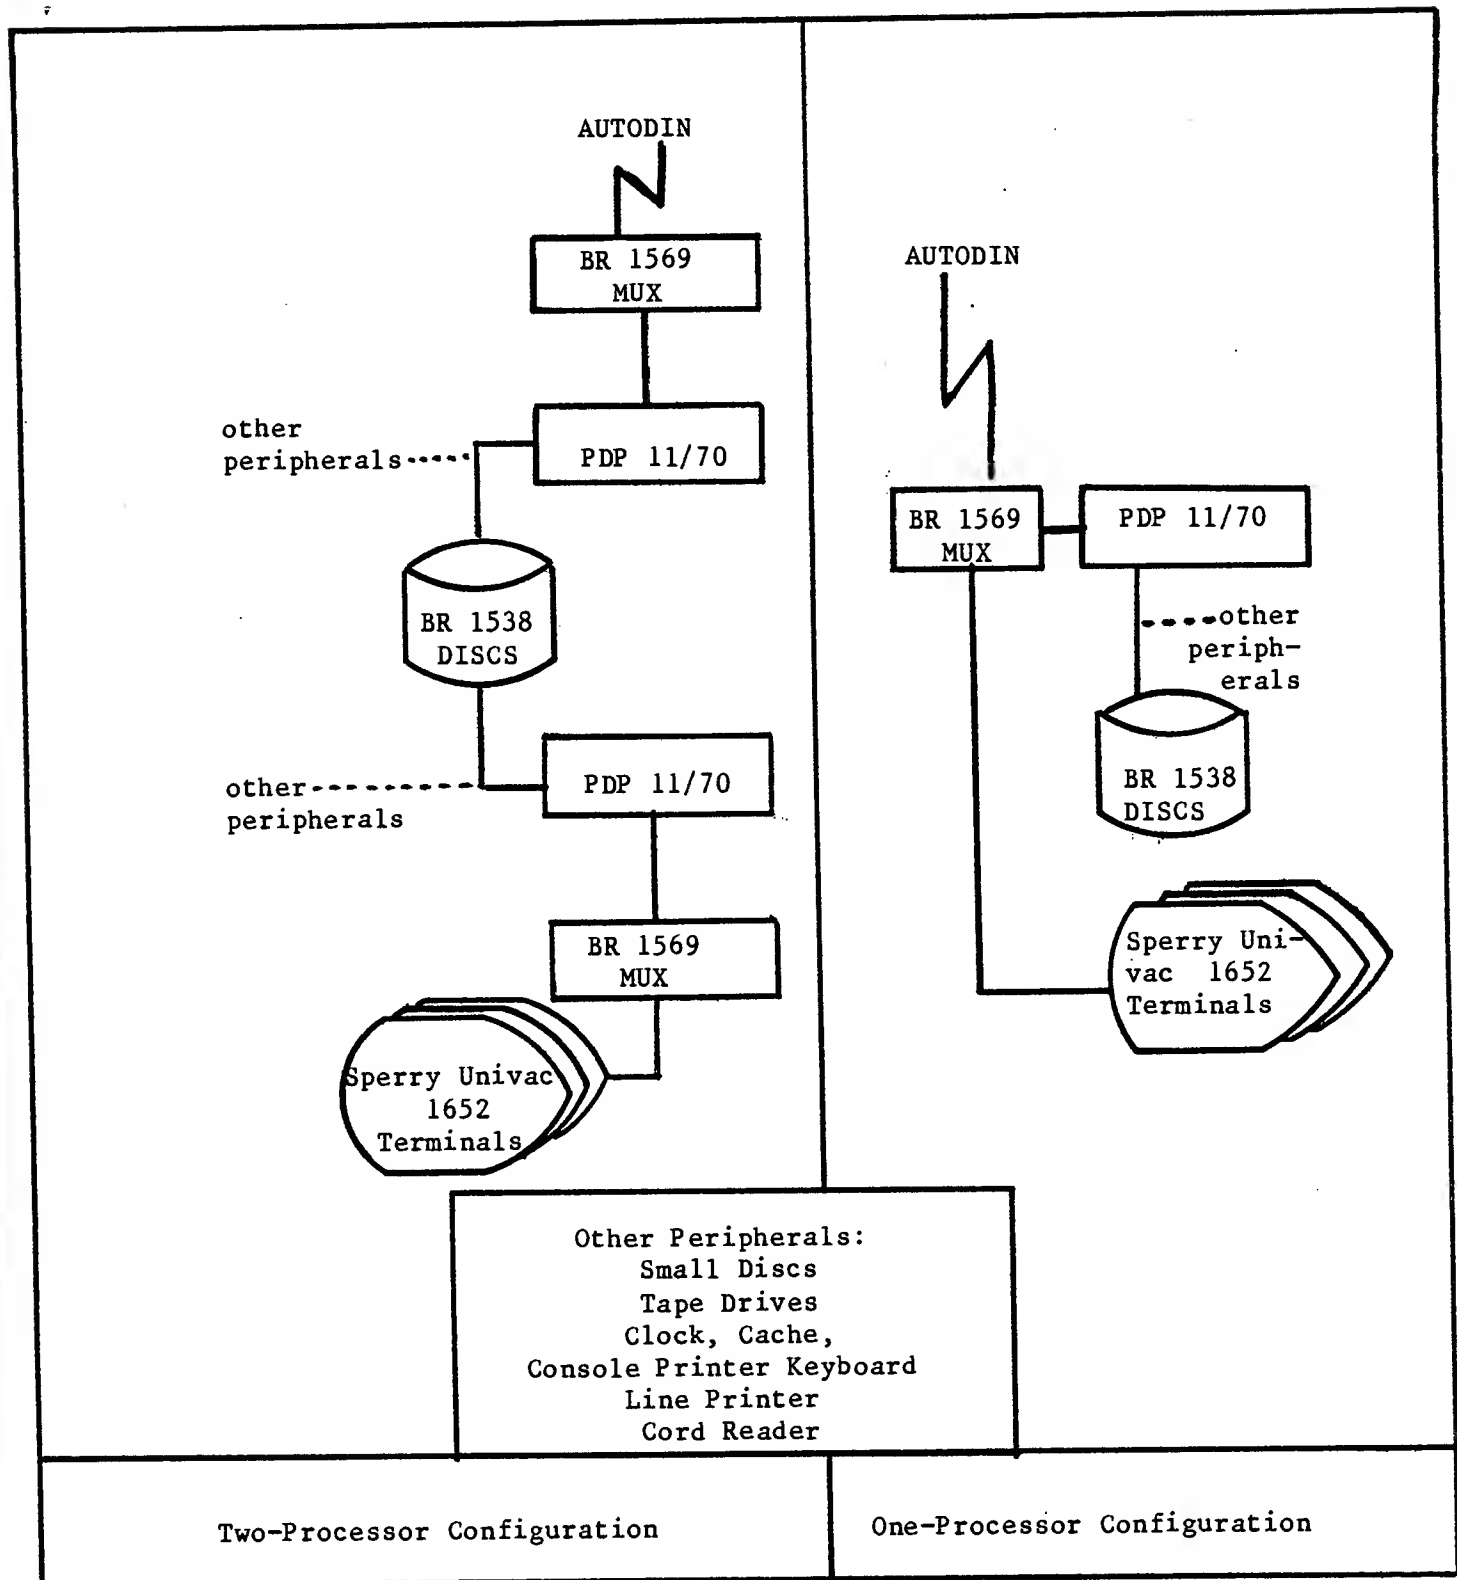 AUTODIN
BR 1569
MUX
other
peripherals
PDP 11/70
BR 1538
DISCS
other
peripherals
PDP 11/70
BR 1569
MUX
Sperry Univac
1652
Terminals
AUTODIN
BR 1569
MUX
PDP 11/70
other
periph-
erals
BR 1538
DISCS
Sperry Uni-
vac 1652
Terminals
Other Peripherals:
Small Discs
Tape Drives
Clock, Cache,
Console Printer Keyboard
Line Printer
Cord Reader
Two-Processor Configuration
One-Processor Configuration